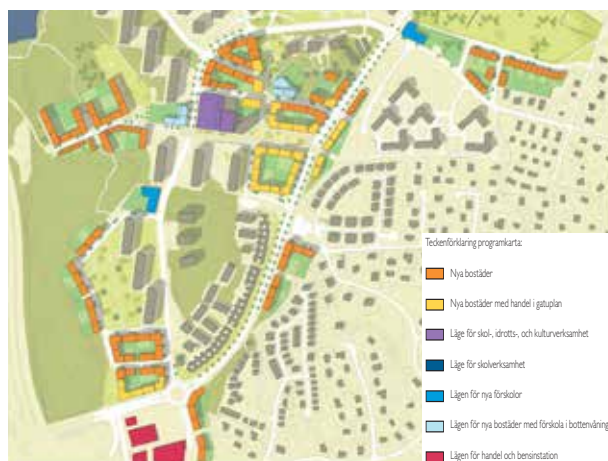 Teckenförklaring programkarta:
Nya bostäder
Nya bostäder med handel i gatuplan
Läge för skol-, idrotts-, och kulturverksamhet
Läge för skolverksamhet
Lägen för nya förskolor
Lägen för nya bostäder med förskola i bottenvåning
Lägen för handel och bensinstation